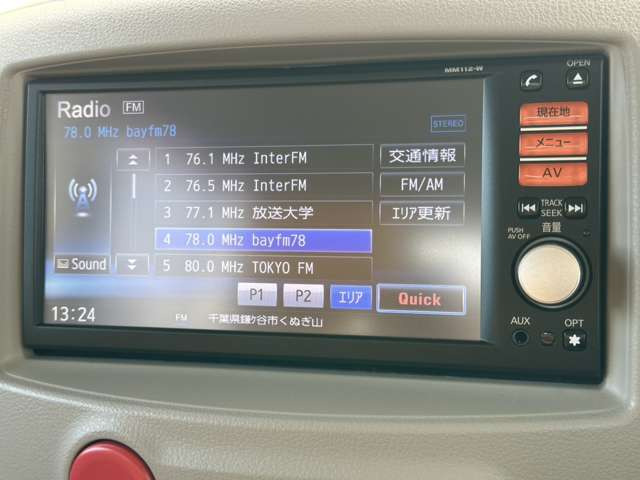 MM112-W
OPEN
Radio FM
78.0 MHz bayfm78
STEREO
1 76.1 MHz InterFM
2 76.5 MHz InterFM
3 77.1 MHz 放送大学
4 78.0 MHz bayfm78
5 80.0 MHz TOKYO FM
交通情報
FM/AM
エリア更新
Sound
P1 P2 エリア Quick
13:24
FM 千葉県鎌ケ谷市くぬぎ山
現在地
メニュー
AV
TRACK
SEEK
音量
PUSH
AV OFF
AUX
OPT